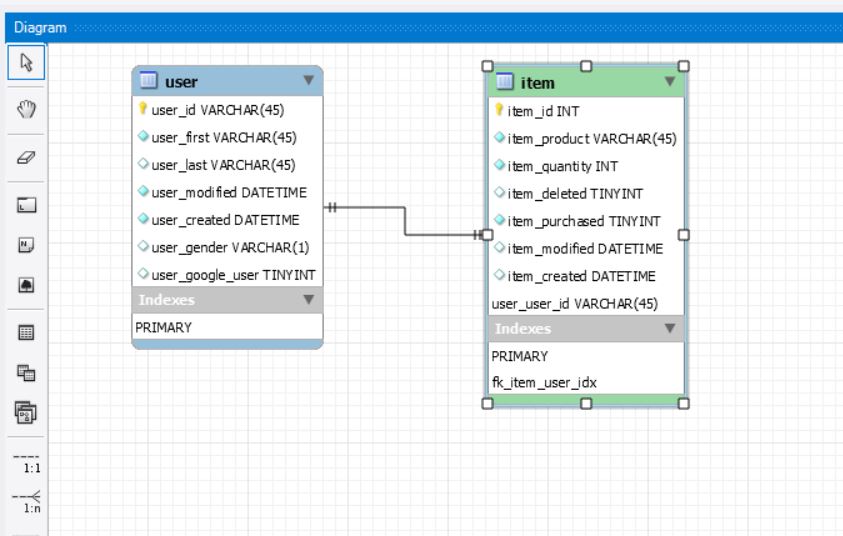 Diagram
user
user_id VARCHAR(45)
user_first VARCHAR(45)
user_last VARCHAR(45)
user_modified DATETIME
user_created DATETIME
user_gender VARCHAR(1)
user_google_user TINYINT
Indexes
PRIMARY
item
item_id INT
item_product VARCHAR(45)
item_quantity INT
item_deleted TINYINT
item_purchased TINYINT
item_modified DATETIME
item_created DATETIME
user_user_id VARCHAR(45)
Indexes
PRIMARY
fk_item_user_idx
1:1
1:n